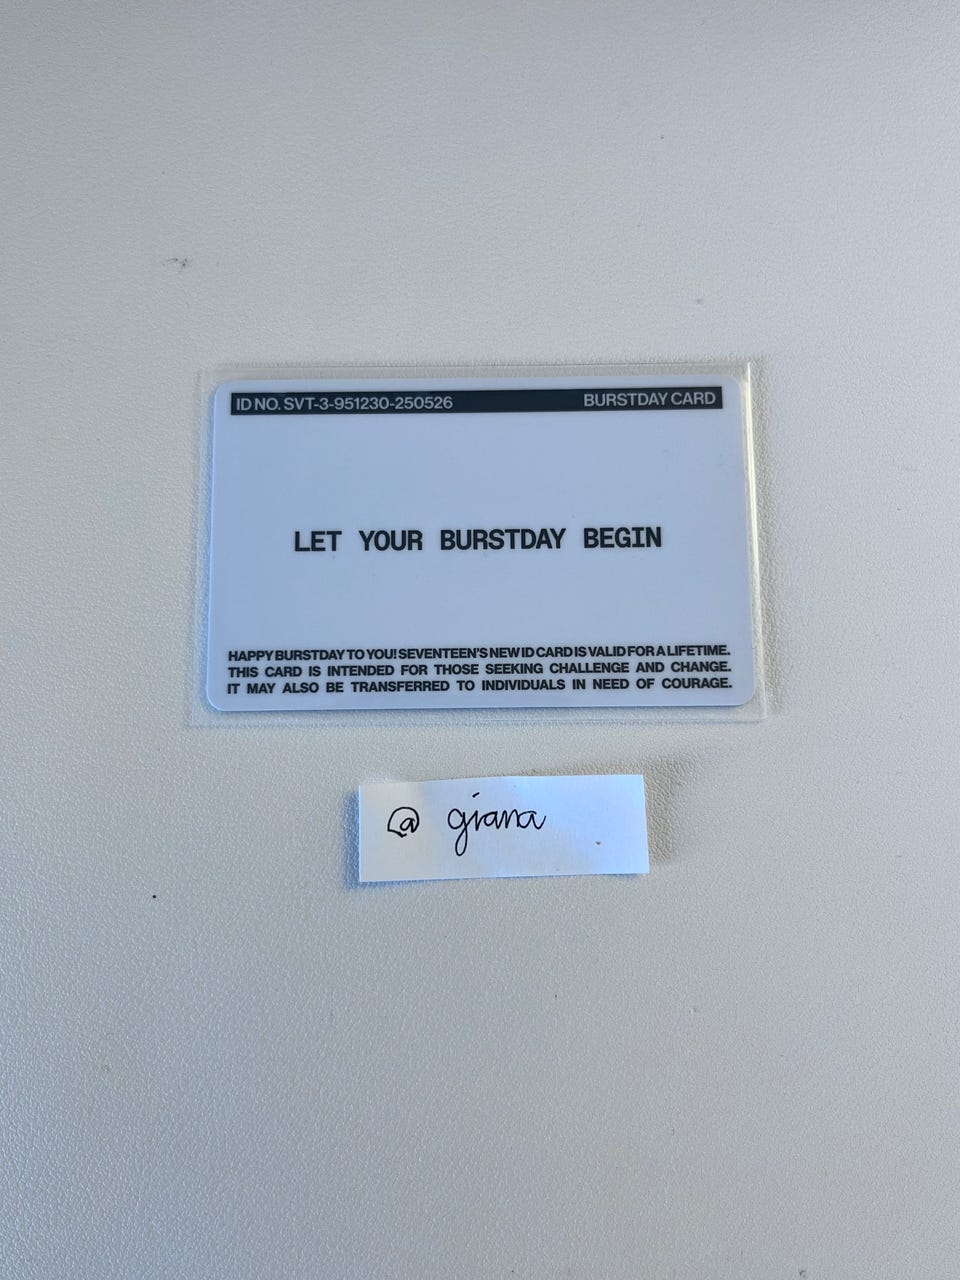 ID NO. SVT-3-951230-250526 BURSTDAY CARD
LET YOUR BURSTDAY BEGIN
HAPPY BURSTDAY TO YOU! SEVENTEEN'S NEW ID CARD IS VALID FOR A LIFETIME.
THIS CARD IS INTENDED FOR THOSE SEEKING CHALLENGE AND CHANGE.
IT MAY ALSO BE TRANSFERRED TO INDIVIDUALS IN NEED OF COURAGE.
@ giana